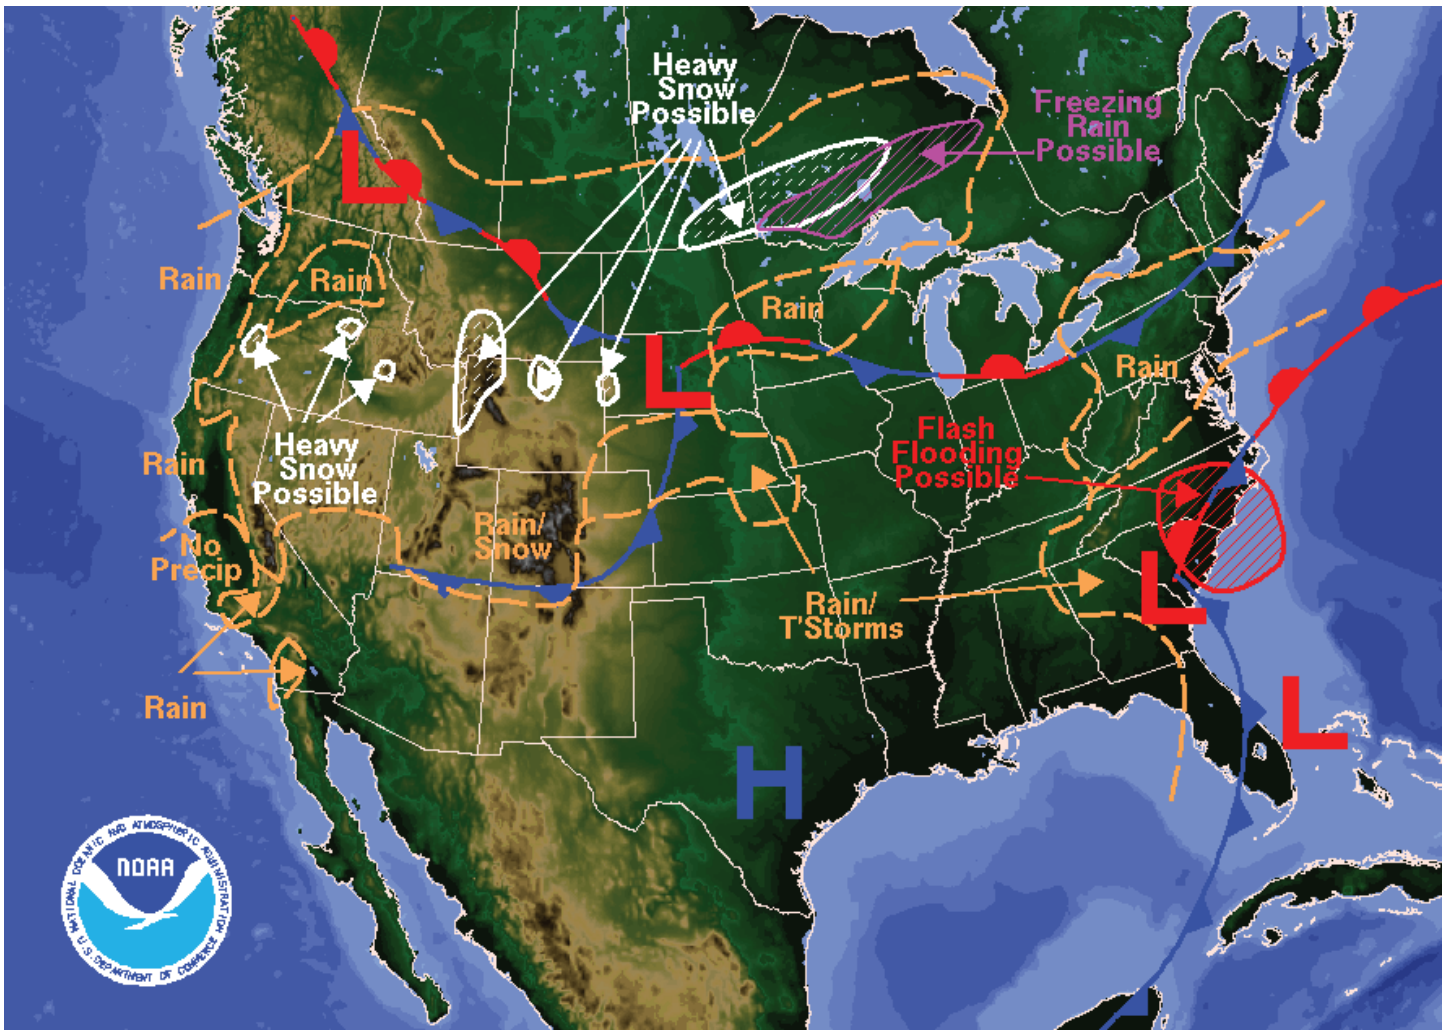 Heavy
Snow
Possible
Freezing
Rain
Possible
L
Rain
Rain
Rain
L
Rain
Flash
Flooding
Possible
Heavy
Snow
Possible
Rain
No
Precip
Rain/
Snow
Rain/
T'Storms
L
Rain
L
H
NOAA
NATIONAL OCEANIC AND ATMOSPHERIC ADMINISTRATION
U.S. DEPARTMENT OF COMMERCE